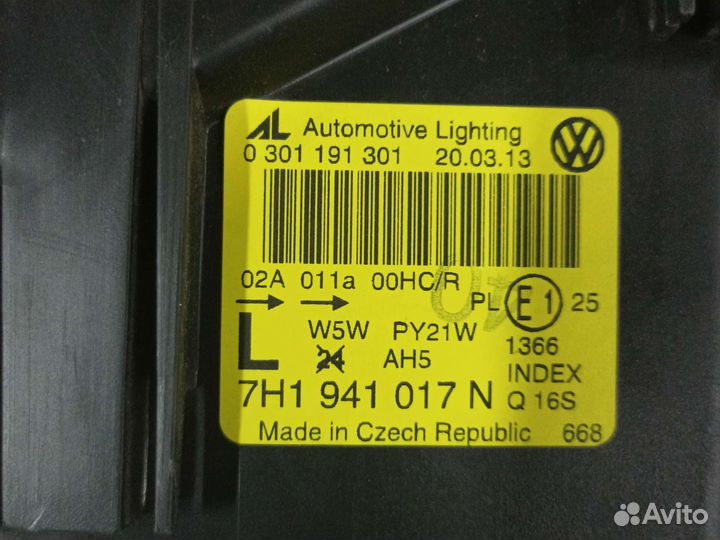 AL Automotive Lighting
0 301 191 301 20.03.13
02A 011a 00HC/R
PL E1 25
L W5W PY21W
1366
24 AH5
INDEX
7H1 941 017 N Q 16S
Made in Czech Republic 668
Avito